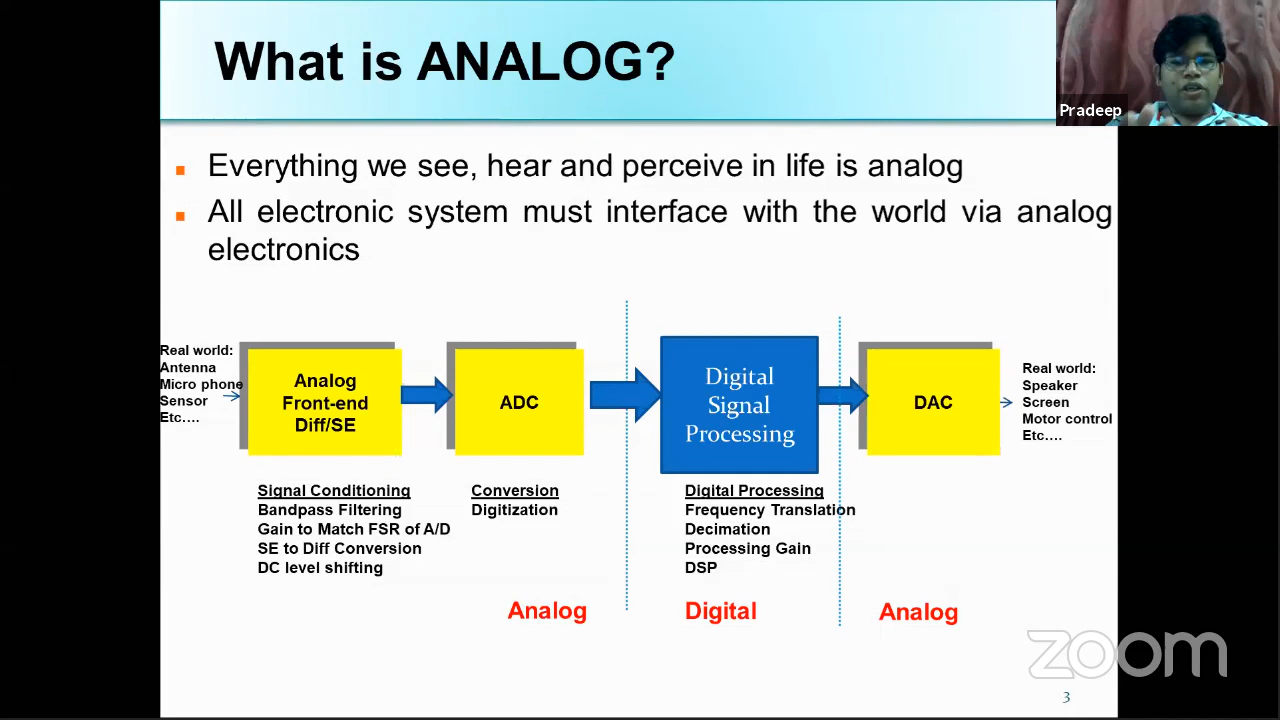 What is ANALOG?
Pradeep
Everything we see, hear and perceive in life is analog
All electronic system must interface with the world via analog
electronics
Real world:
Antenna
Micro phone
Sensor
Etc….
Analog
Front-end
Diff/SE
ADC
Digital
Signal
Processing
DAC
Real world:
Speaker
Screen
Motor control
Etc….
Signal Conditioning
Bandpass Filtering
Gain to Match FSR of A/D
SE to Diff Conversion
DC level shifting
Conversion
Digitization
Digital Processing
Frequency Translation
Decimation
Processing Gain
DSP
Analog
Digital
Analog
zoom
3